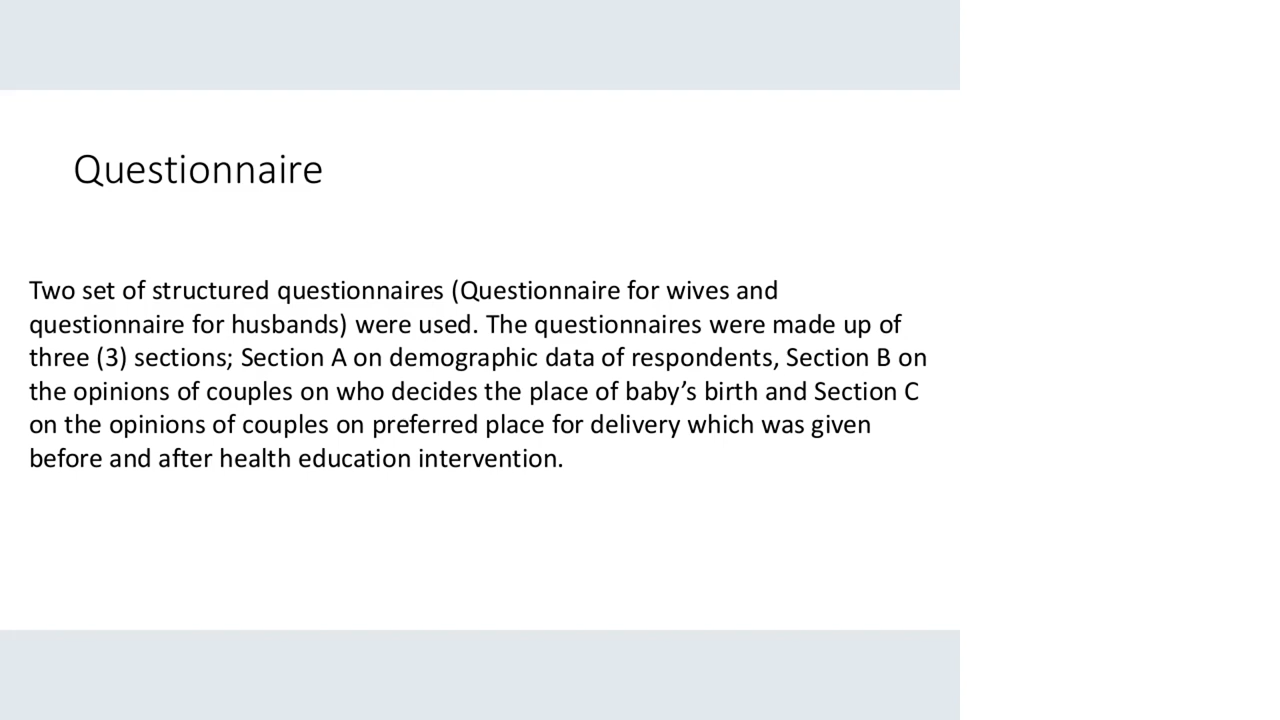 Questionnaire
Two set of structured questionnaires (Questionnaire for wives and
questionnaire for husbands) were used. The questionnaires were made up of
three (3) sections; Section A on demographic data of respondents, Section B on
the opinions of couples on who decides the place of baby’s birth and Section C
on the opinions of couples on preferred place for delivery which was given
before and after health education intervention.